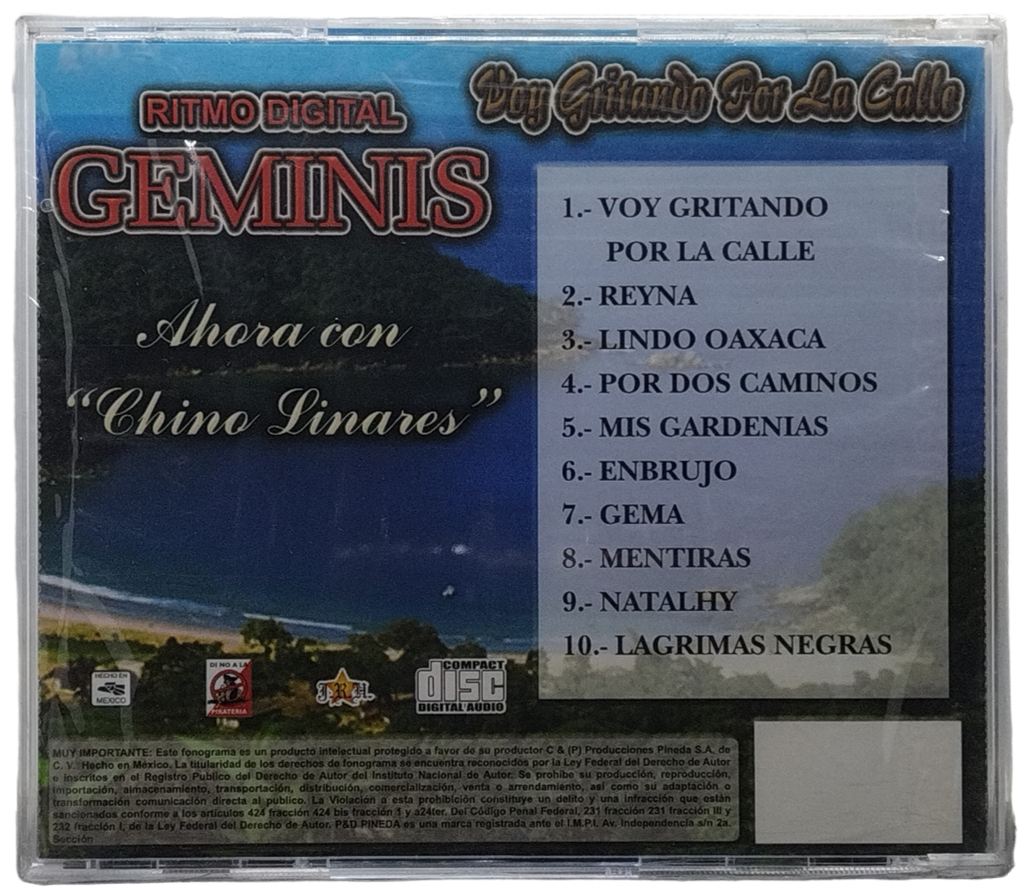 Voy Gritando Por La Calle
RITMO DIGITAL
GEMINIS
Ahora con
"Chino Linares"
1.- VOY GRITANDO
POR LA CALLE
2.- REYNA
3.- LINDO OAXACA
4.- POR DOS CAMINOS
5.- MIS GARDENIAS
6.- ENBRUJO
7.- GEMA
8.- MENTIRAS
9.- NATALHY
10.- LAGRIMAS NEGRAS
HECHO EN
MEXICO
DI NO A LA
PIRATERIA
J.R.H.
COMPACT
disc
DIGITAL AUDIO
MUY IMPORTANTE: Este fonograma es un producto intelectual protegido a favor de su productor C & (P) Producciones Pineda S.A. de
C. V. Hecho en México. La titularidad de los derechos de fonograma se encuentra reconocidos por la Ley Federal del Derecho de Autor
e inscritos en el Registro Publico del Derecho de Autor del Instituto Nacional de Autor. Se prohibe su producción, reproducción,
importación, almacenamiento, transportación, distribución, comercialización, venta o arrendamiento, asi como su adaptación o
transformación comunicación directa al publico. La Violacion a esta prohibición constituye un delito y una infracción que están
sancionados conforme a los artículos 424 fracción 424 bis fracción 1 y a24ter. Del Código Penal Federal, 231 fracción 231 fracción III y
232 fracción I, de la Ley Federal del Derecho de Autor. P&D PINEDA es una marca registrada ante el I.M.P.I. Av. Independencia s/n 2a.
Sección